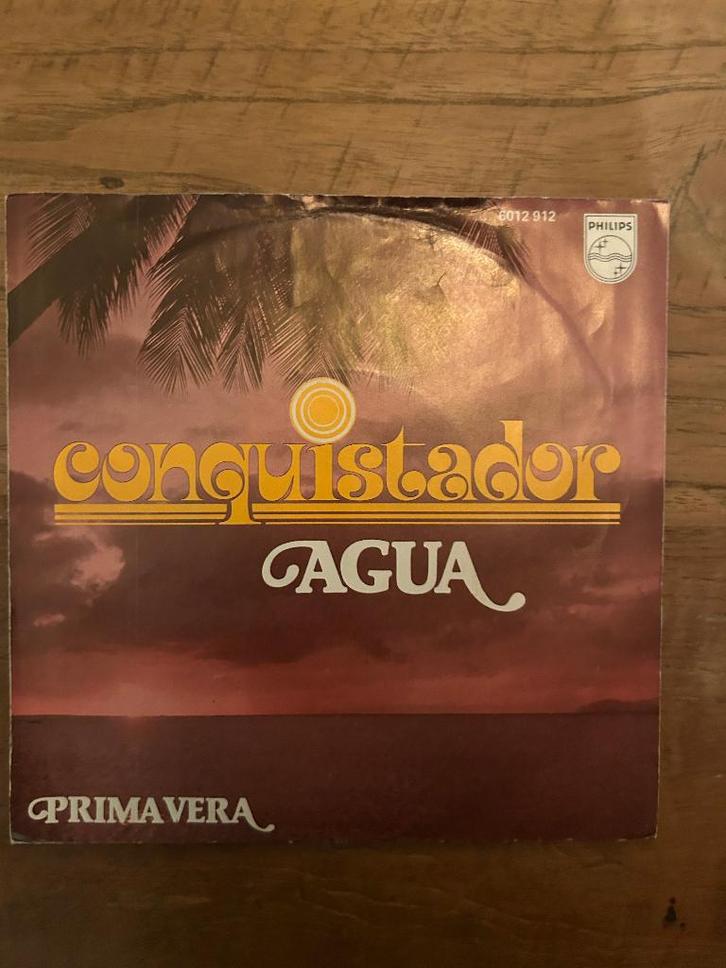 6012 912
PHILIPS
conquistador
AGUA
PRIMAVERA